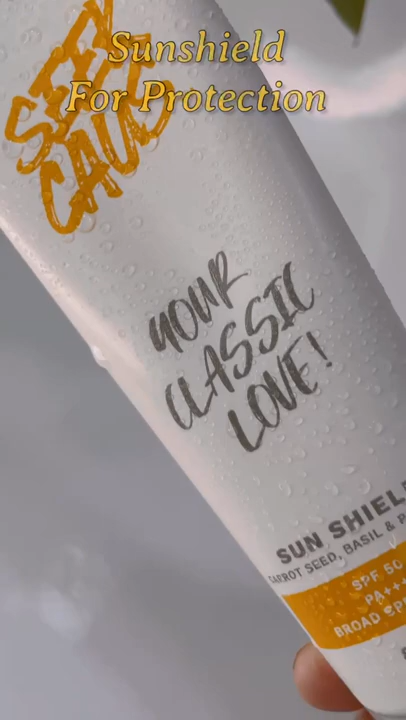 Sunshield
For Protection
YOUR
CLASSIC
LOVE!
SUN SHIEL
CARROT SEED, BASIL & P
SPF 50
PA+++
BROAD SP